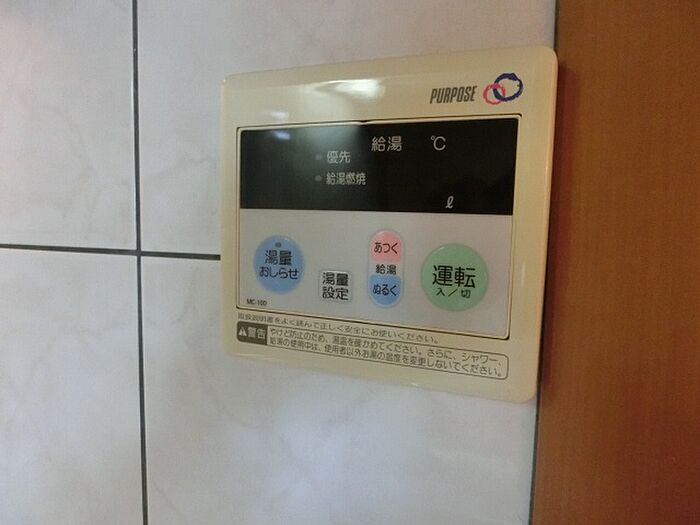 PURPOSE
給湯 ℃
優先
給湯燃焼
ℓ
湯量
おしらせ
湯量
設定
あつく
給湯
ぬるく
運転
入／切
MC-100
取扱説明書をよく読んで正しく安全にお使いください。
警告
やけど防止のため、湯温を確かめてください。さらに、シャワー、
給湯の使用中は、使用者以外お湯の温度を変更しないでください。